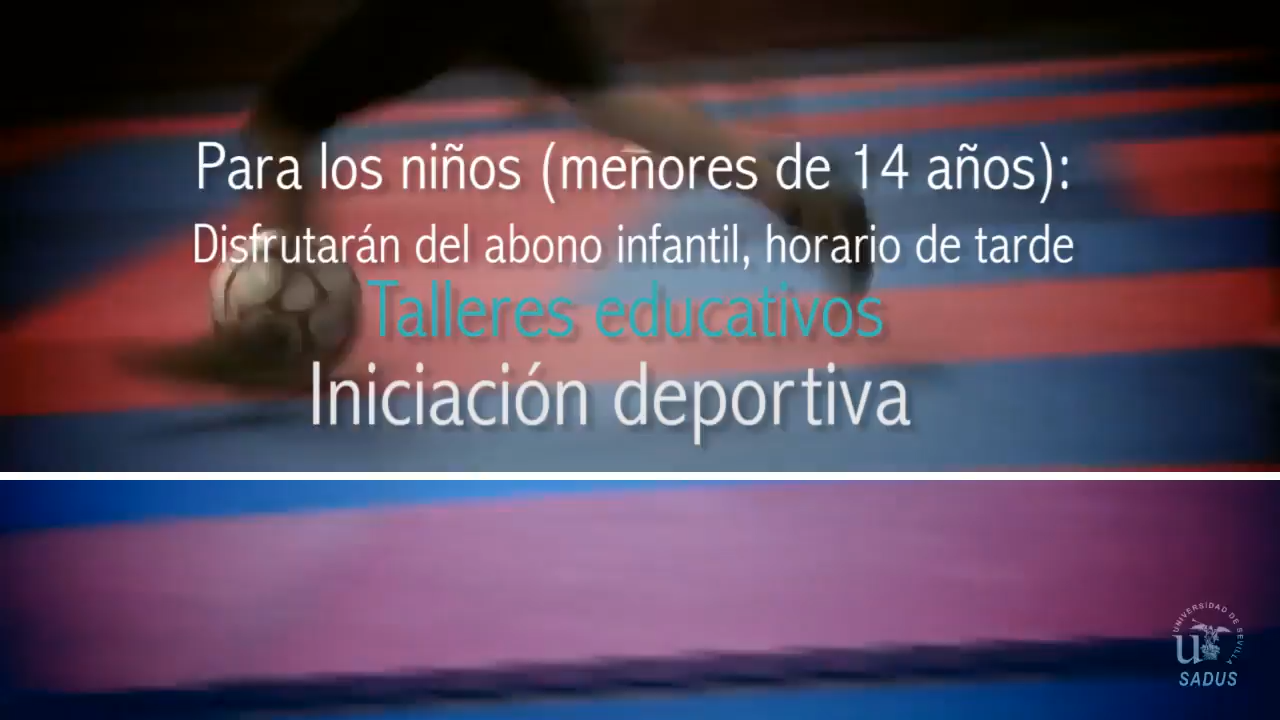 Para los niños (menores de 14 años):
Disfrutarán del abono infantil, horario de tarde
Talleres educativos
Iniciación deportiva
UNIVERSIDAD DE SEVILLA
u
SADUS